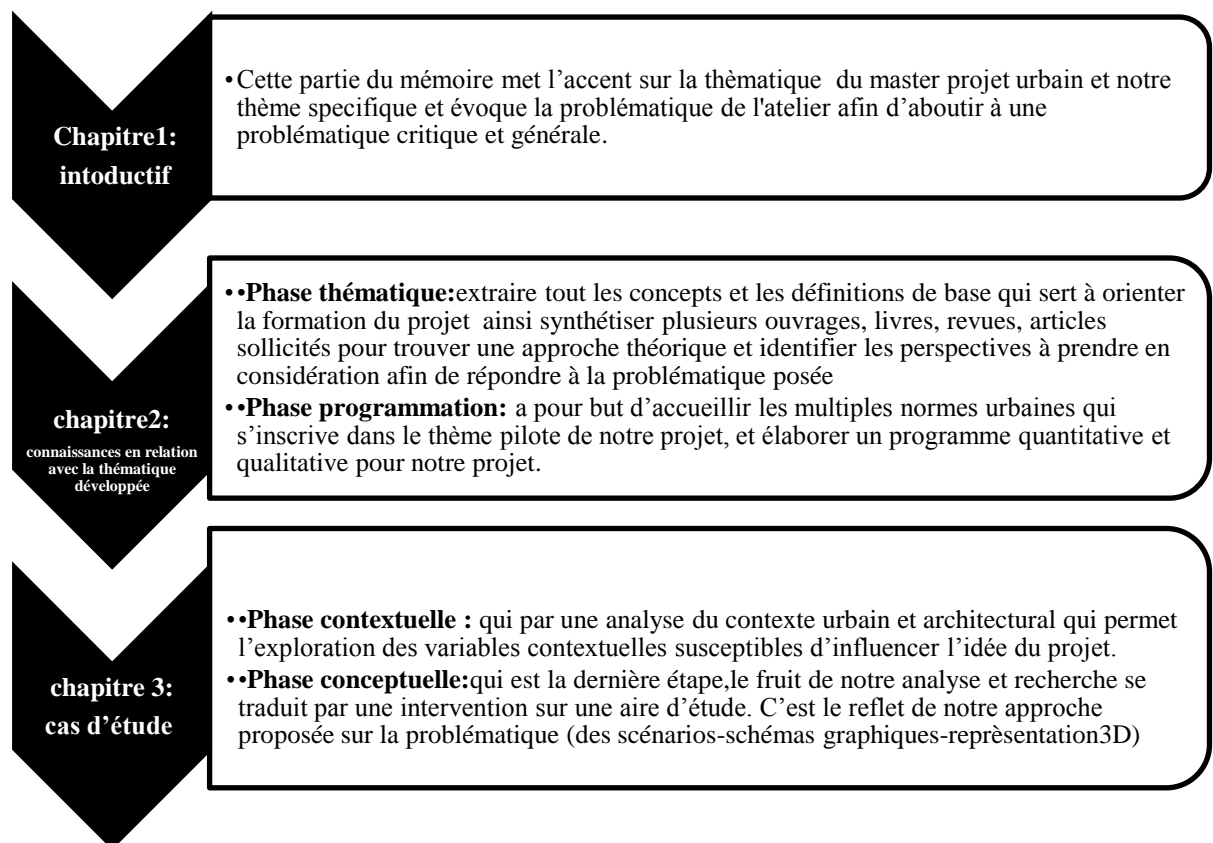 Chapitre1:
intoductif
•Cette partie du mémoire met l’accent sur la thèmatique du master projet urbain et notre
thème specifique et évoque la problématique de l'atelier afin d’aboutir à une
problématique critique et générale.
chapitre2:
connaissances en relation
avec la thématique
développée
••Phase thématique:extraire tout les concepts et les définitions de base qui sert à orienter
la formation du projet ainsi synthétiser plusieurs ouvrages, livres, revues, articles
sollicités pour trouver une approche théorique et identifier les perspectives à prendre en
considération afin de répondre à la problématique posée
••Phase programmation: a pour but d’accueillir les multiples normes urbaines qui
s’inscrive dans le thème pilote de notre projet, et élaborer un programme quantitative et
qualitative pour notre projet.
chapitre 3:
cas d’étude
••Phase contextuelle : qui par une analyse du contexte urbain et architectural qui permet
l’exploration des variables contextuelles susceptibles d’influencer l’idée du projet.
••Phase conceptuelle:qui est la dernière étape,le fruit de notre analyse et recherche se
traduit par une intervention sur une aire d’étude. C’est le reflet de notre approche
proposée sur la problématique (des scénarios-schémas graphiques-reprèsentation3D)